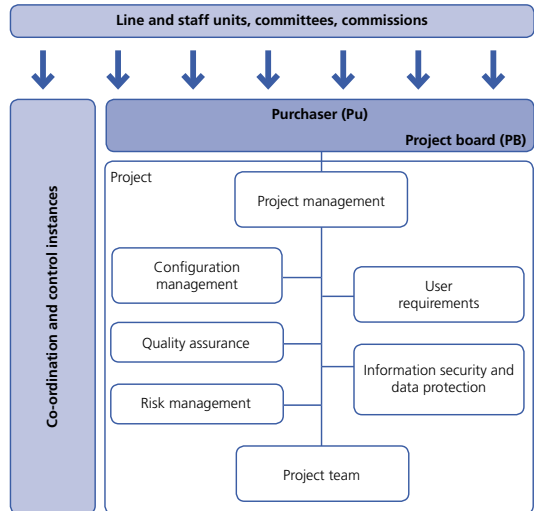 Line and staff units, committees, commissions
Co-ordination and control instances
Purchaser (Pu)
Project board (PB)
Project
Project management
Configuration
management
User
requirements
Quality assurance
Information security and
data protection
Risk management
Project team